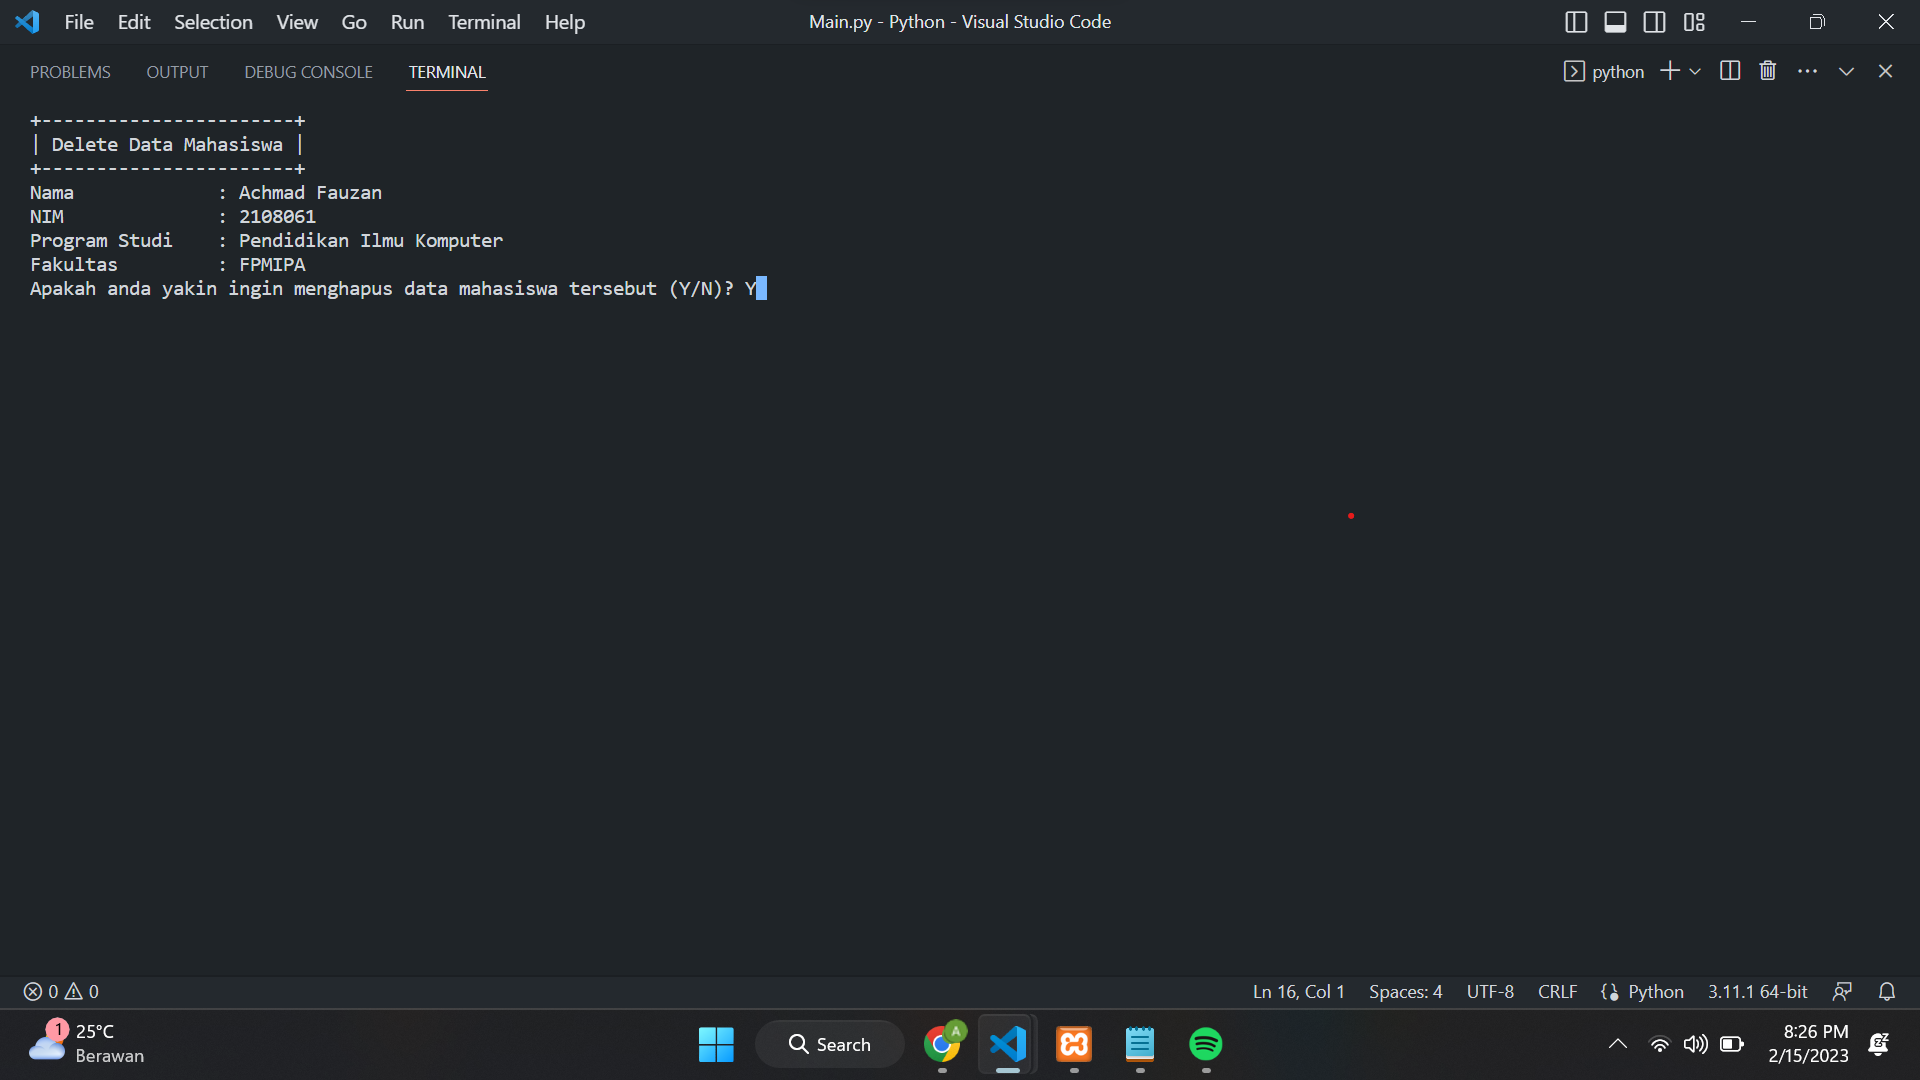 File Edit Selection View Go Run Terminal Help Main.py - Python - Visual Studio Code
PROBLEMS OUTPUT DEBUG CONSOLE TERMINAL python
+-----------------------+
| Delete Data Mahasiswa |
+-----------------------+
Nama : Achmad Fauzan
NIM : 2108061
Program Studi : Pendidikan Ilmu Komputer
Fakultas : FPMIPA
Apakah anda yakin ingin menghapus data mahasiswa tersebut (Y/N)? Y
0 0 Ln 16, Col 1 Spaces: 4 UTF-8 CRLF Python 3.11.1 64-bit
1 25°C
Berawan
Search
A
8:26 PM
2/15/2023